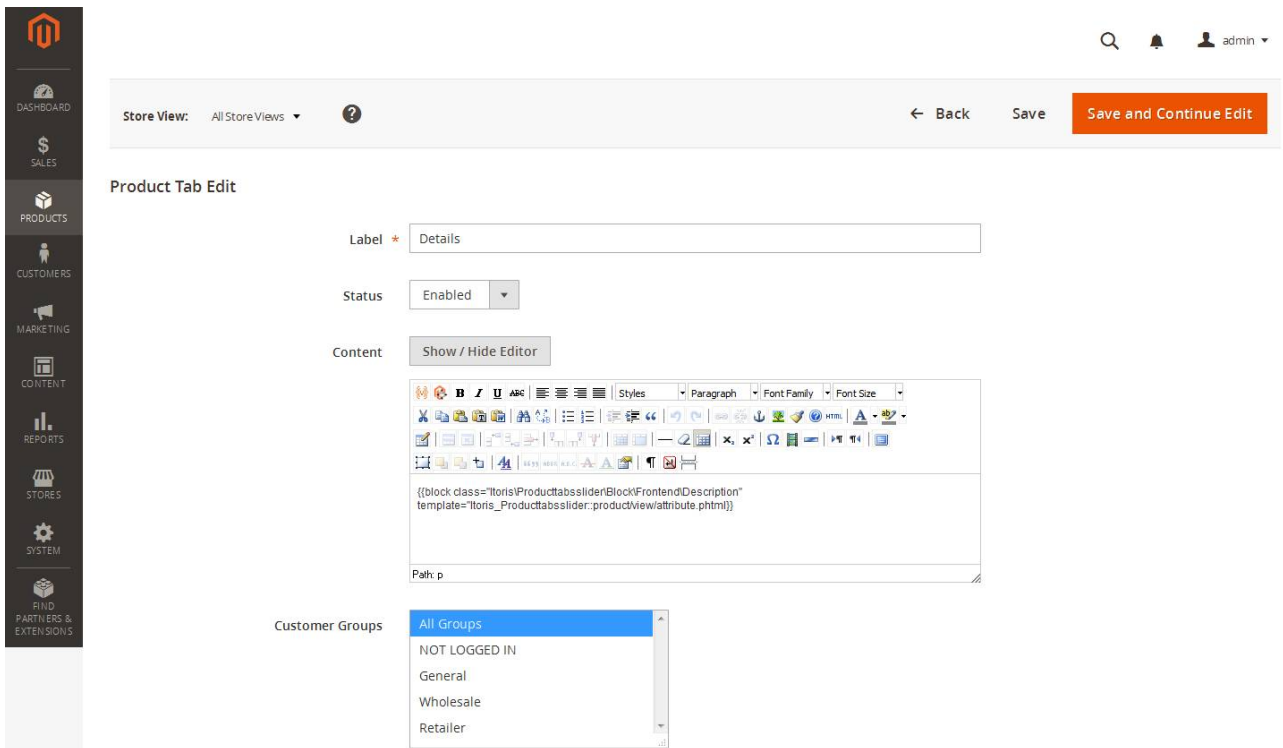 admin
DASHBOARD
SALES
PRODUCTS
CUSTOMERS
MARKETING
CONTENT
REPORTS
STORES
SYSTEM
FIND
PARTNERS &
EXTENSIONS
Store View: All Store Views
← Back Save Save and Continue Edit
Product Tab Edit
Label * Details
Status Enabled
Content Show / Hide Editor
B I U ABC Styles Paragraph Font Family Font Size
HTML A ab
{{block class="Itoris\Producttabsslider\Block\Frontend\Description"
template="Itoris_Producttabsslider::product/view/attribute.phtml}}
Path: p
Customer Groups All Groups
NOT LOGGED IN
General
Wholesale
Retailer